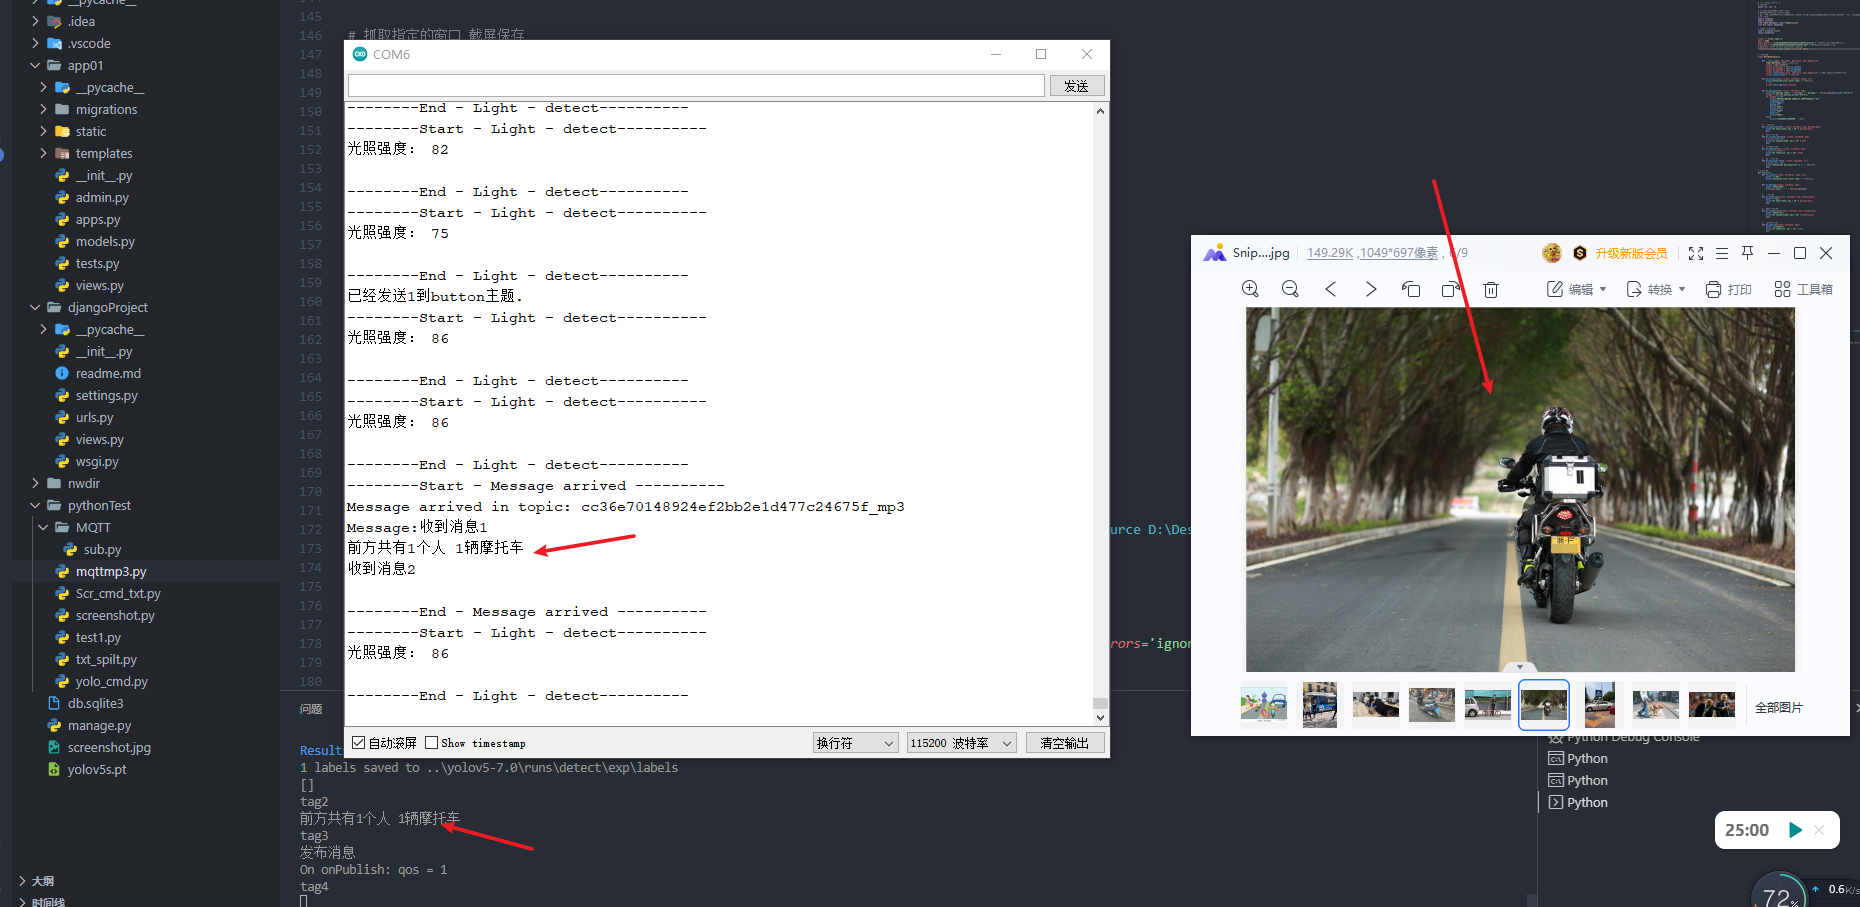 __pycache__
.idea
.vscode
app01
__pycache__
migrations
static
templates
__init__.py
admin.py
apps.py
models.py
tests.py
views.py
djangoProject
__pycache__
__init__.py
readme.md
settings.py
urls.py
views.py
wsgi.py
nwdir
pythonTest
MQTT
sub.py
mqttmp3.py
Scr_cmd_txt.py
screenshot.py
test1.py
txt_spilt.py
yolo_cmd.py
db.sqlite3
manage.py
screenshot.jpg
yolov5s.pt
大纲
时间线
145
146 # 抓取指定的窗口 截屏保存
147
148
149
150
151
152
153
154
155
156
157
158
159
160
161
162
163
164
165
166
167
168
169
170
171
172
173
174
175
176
177
178
179
180
urce D:\Des
rors='ignor
COM6
发送
--------End - Light - detect----------
--------Start - Light - detect----------
光照强度： 82
--------End - Light - detect----------
--------Start - Light - detect----------
光照强度： 75
--------End - Light - detect----------
已经发送1到button主题.
--------Start - Light - detect----------
光照强度： 86
--------End - Light - detect----------
--------Start - Light - detect----------
光照强度： 86
--------End - Light - detect----------
--------Start - Message arrived ----------
Message arrived in topic: cc36e70148924ef2bb2e1d477c24675f_mp3
Message:收到消息1
前方共有1个人 1辆摩托车
收到消息2
--------End - Message arrived ----------
--------Start - Light - detect----------
光照强度： 86
--------End - Light - detect----------
自动滚屏 Show timestamp 换行符 115200 波特率 清空输出
问题
Result
1 labels saved to ..\yolov5-7.0\runs\detect\exp\labels
[]
tag2
前方共有1个人 1辆摩托车
tag3
发布消息
On onPublish: qos = 1
tag4
Snip....jpg 149.29K ,1049*697像素 , 6/9 升级新版会员
编辑 转换 打印 工具箱
全部图片
Python Debug Console
Python
Python
Python
25:00
72%
0.6K/s